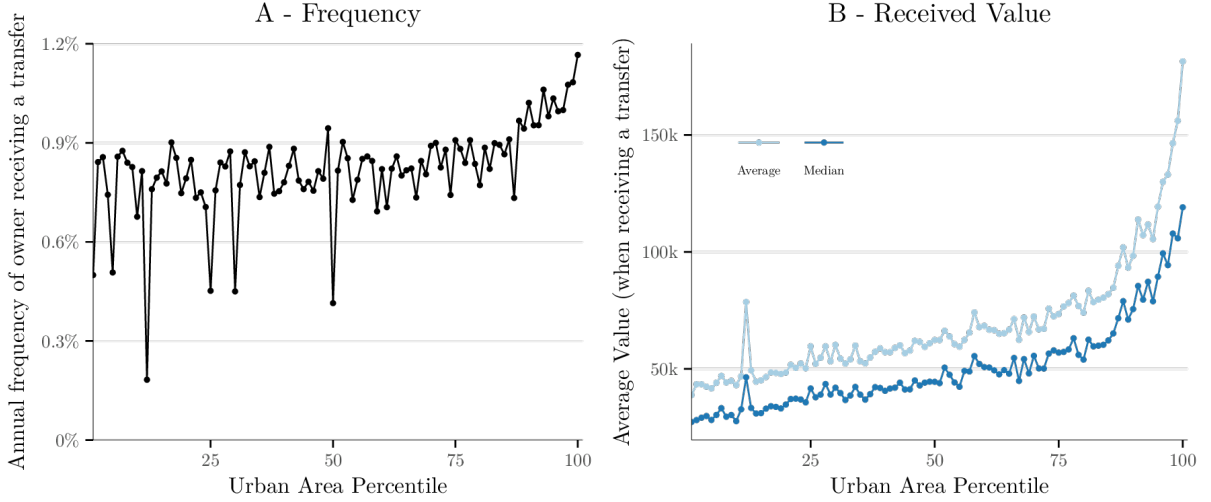 A - Frequency
Annual frequency of owner receiving a transfer
1.2%
0.9%
0.6%
0.3%
0%
25
50
75
100
Urban Area Percentile
B - Received Value
Average Value (when receiving a transfer)
150k
100k
50k
Average
Median
25
50
75
100
Urban Area Percentile